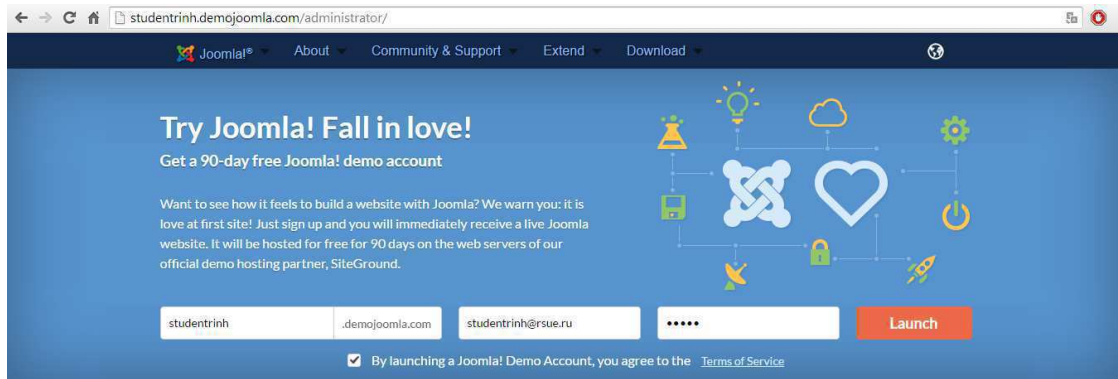 studentrinh.demojoomla.com/administrator/
Joomla!® About Community & Support Extend Download
Try Joomla! Fall in love!
Get a 90-day free Joomla! demo account
Want to see how it feels to build a website with Joomla? We warn you: it is
love at first site! Just sign up and you will immediately receive a live Joomla
website. It will be hosted for free for 90 days on the web servers of our
official demo hosting partner, SiteGround.
studentrinh .demojoomla.com studentrinh@rsue.ru ••••• Launch
By launching a Joomla! Demo Account, you agree to the Terms of Service